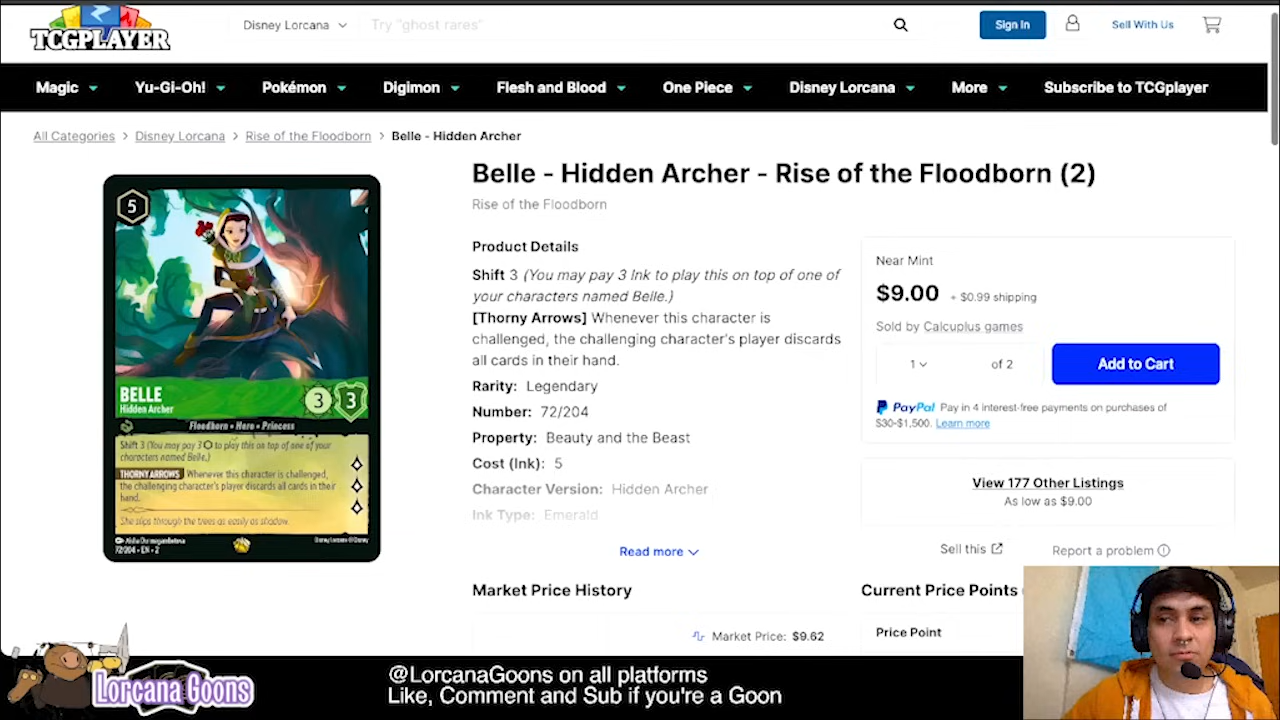 TCGPLAYER
Disney Lorcana
Try "ghost rares"
Sign In
Sell With Us
Magic
Yu-Gi-Oh!
Pokémon
Digimon
Flesh and Blood
One Piece
Disney Lorcana
More
Subscribe to TCGplayer
All Categories > Disney Lorcana > Rise of the Floodborn > Belle - Hidden Archer
5
BELLE
Hidden Archer
3
3
Floodborn • Hero • Princess
Shift 3 (You may pay 3 to play this on top of one of your
characters named Belle.)
THORNY ARROWS Whenever this character is challenged,
the challenging character's player discards all cards in their
hand.
She slips through the trees as easily as shadow.
72/204 • EN • 2
Belle - Hidden Archer - Rise of the Floodborn (2)
Rise of the Floodborn
Product Details
Shift 3 (You may pay 3 Ink to play this on top of one of
your characters named Belle.)
[Thorny Arrows] Whenever this character is
challenged, the challenging character's player discards
all cards in their hand.
Rarity: Legendary
Number: 72/204
Property: Beauty and the Beast
Cost (Ink): 5
Character Version: Hidden Archer
Ink Type: Emerald
Read more
Near Mint
$9.00 + $0.99 shipping
Sold by Calcuplus games
1 of 2
Add to Cart
PayPal Pay in 4 interest-free payments on purchases of
$30-$1,500. Learn more
View 177 Other Listings
As low as $9.00
Sell this
Report a problem
Market Price History
Market Price: $9.62
Current Price Points
Price Point
Lorcana Goons
@LorcanaGoons on all platforms
Like, Comment and Sub if you're a Goon